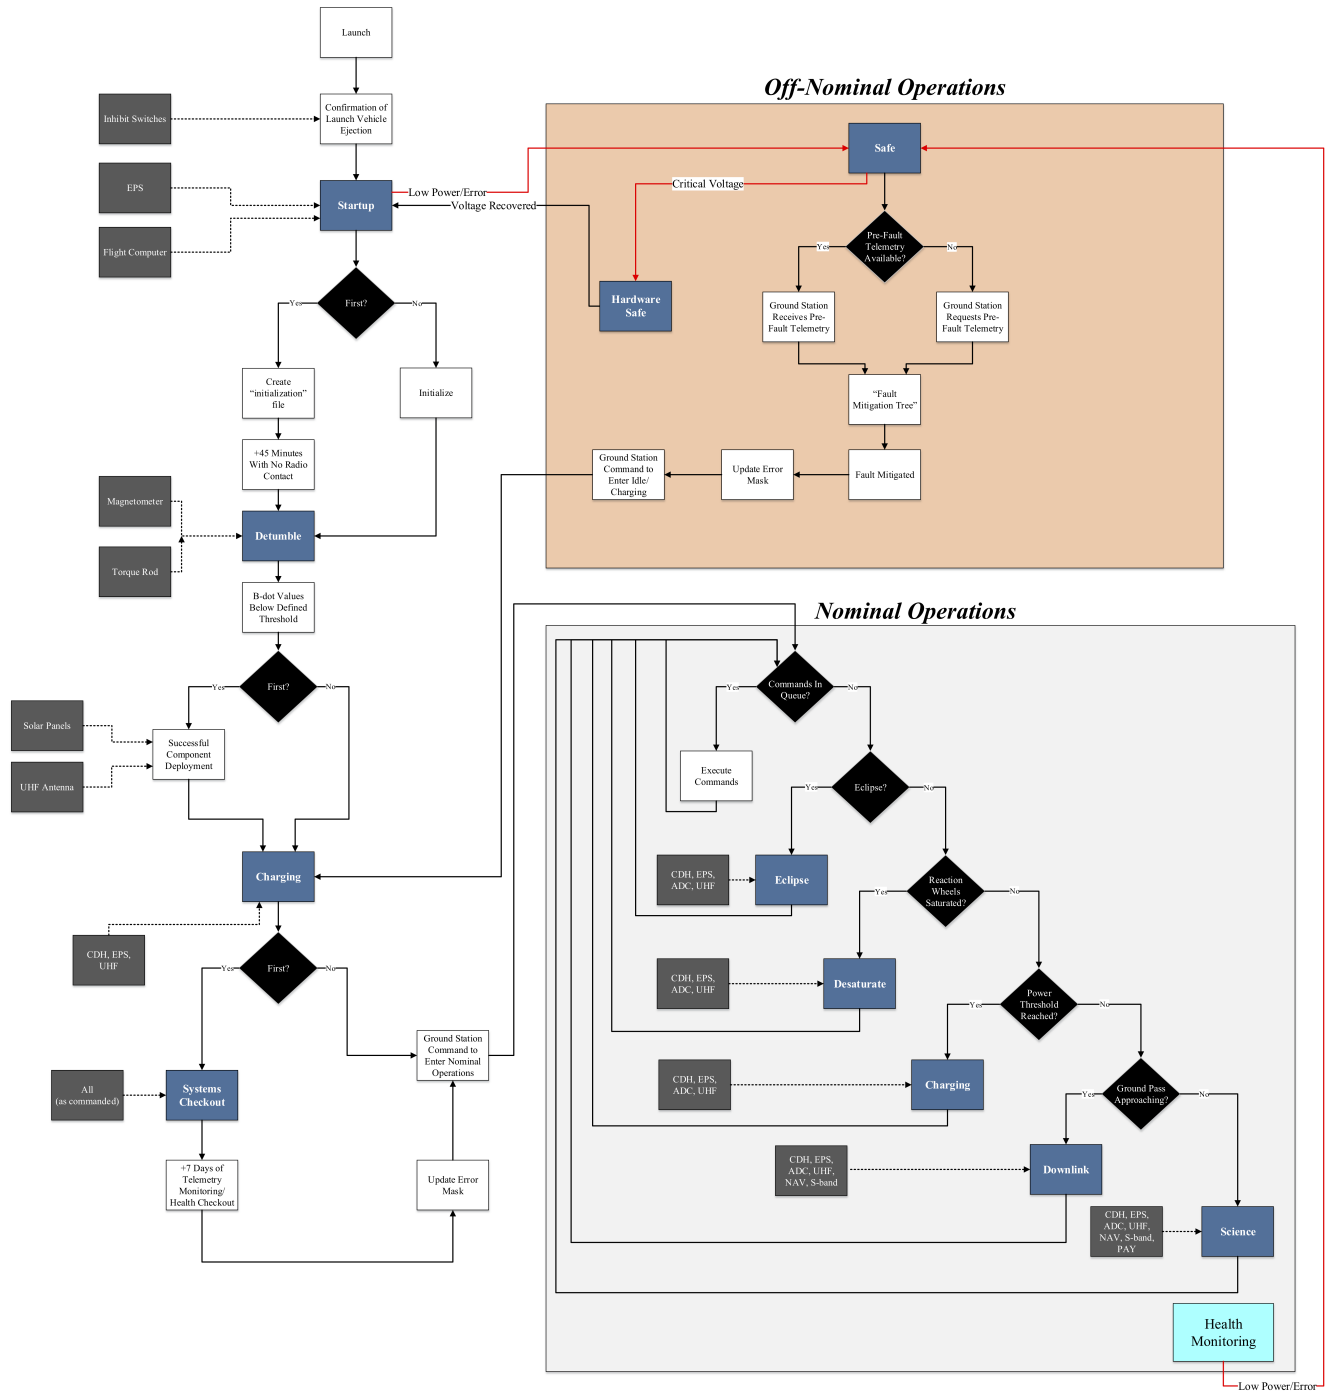 Launch
Off-Nominal Operations
Inhibit Switches
Confirmation of
Launch Vehicle
Ejection
Safe
EPS
Startup
Low Power/Error
Critical Voltage
Voltage Recovered
Flight Computer
Pre-Fault
Telemetry
Available?
Yes
No
First?
Yes
No
Hardware
Safe
Ground Station
Receives Pre-
Fault Telemetry
Ground Station
Requests Pre-
Fault Telemetry
Create
“initialization”
file
Initialize
“Fault
Mitigation Tree”
+45 Minutes
With No Radio
Contact
Ground Station
Command to
Enter Idle/
Charging
Update Error
Mask
Fault Mitigated
Magnetometer
Detumble
Torque Rod
B-dot Values
Below Defined
Threshold
Nominal Operations
First?
Yes
No
Commands In
Queue?
Yes
No
Solar Panels
Successful
Component
Deployment
UHF Antenna
Execute
Commands
Eclipse?
Yes
No
Charging
CDH, EPS,
ADC, UHF
Eclipse
Reaction
Wheels
Saturated?
Yes
No
CDH, EPS,
UHF
First?
Yes
No
CDH, EPS,
ADC, UHF
Desaturate
Power
Threshold
Reached?
Yes
No
Ground Station
Command to
Enter Nominal
Operations
All
(as commanded)
Systems
Checkout
CDH, EPS,
ADC, UHF
Charging
Ground Pass
Approaching?
Yes
No
+7 Days of
Telemetry
Monitoring/
Health Checkout
Update Error
Mask
CDH, EPS,
ADC, UHF,
NAV, S-band
Downlink
CDH, EPS,
ADC, UHF,
NAV, S-band,
PAY
Science
Health
Monitoring
Low Power/Error